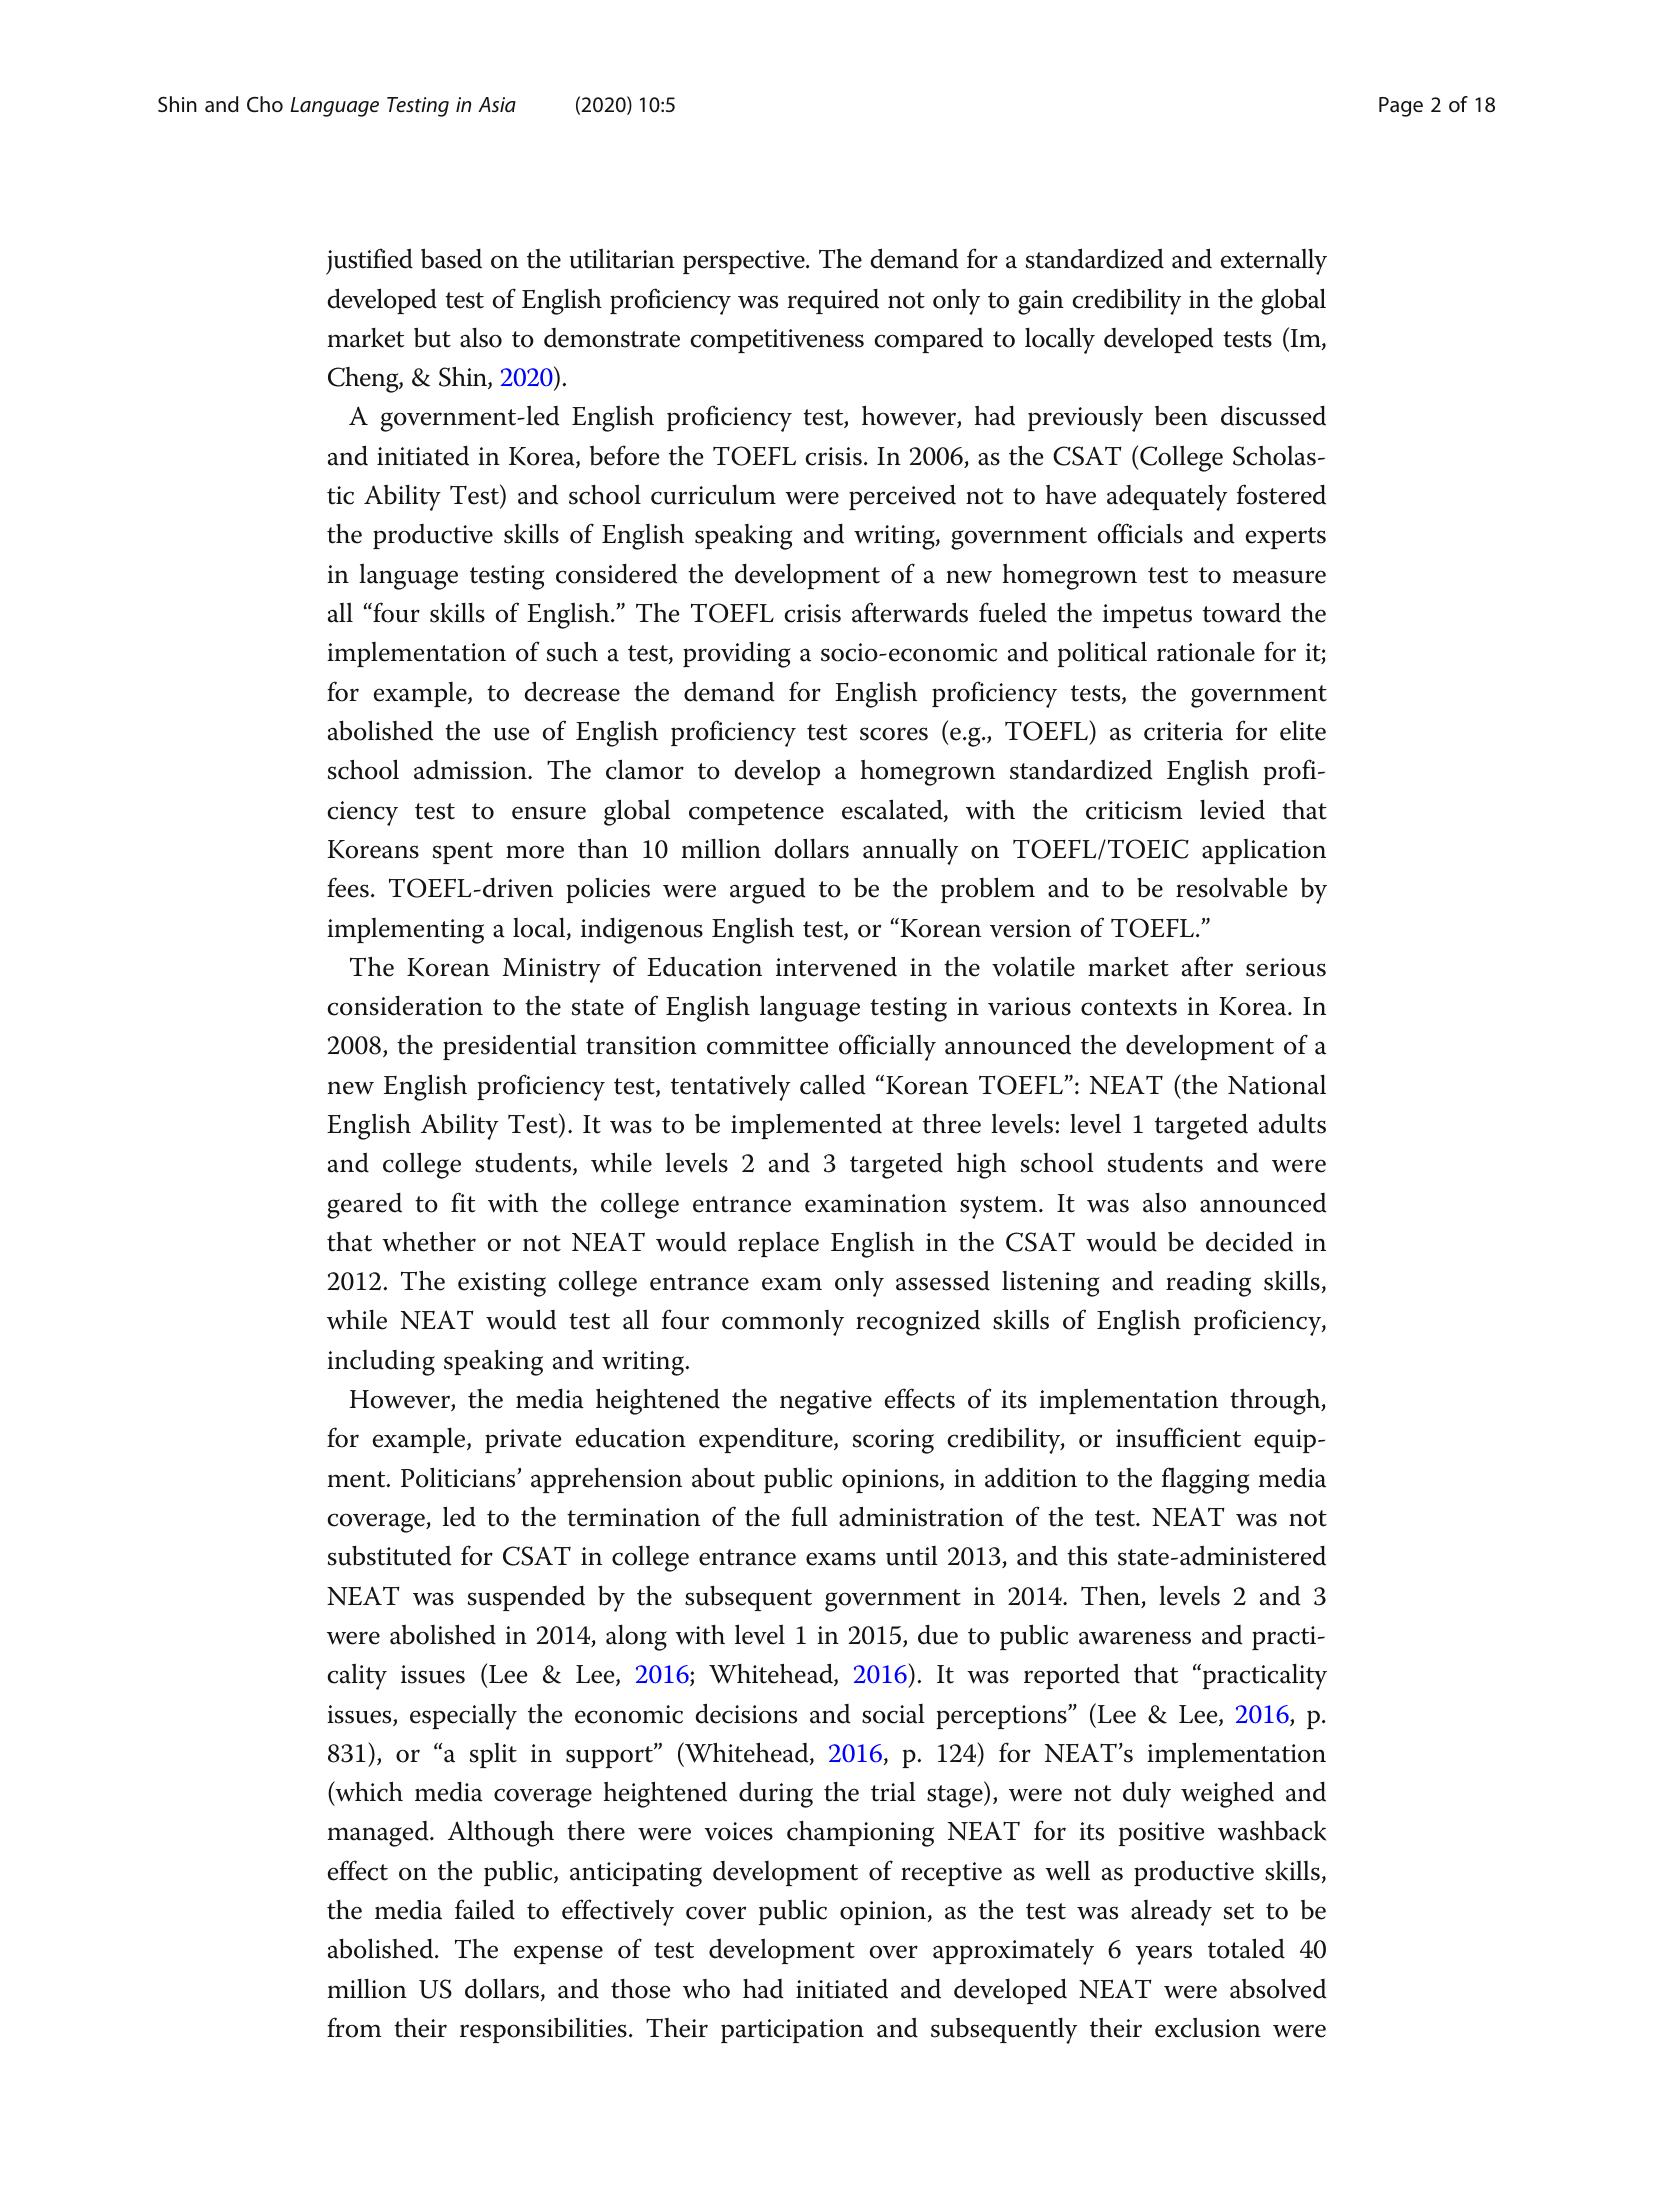 Shin and Cho Language Testing in Asia (2020) 10:5 Page 2 of 18
justified based on the utilitarian perspective. The demand for a standardized and externally
developed test of English proficiency was required not only to gain credibility in the global
market but also to demonstrate competitiveness compared to locally developed tests (Im,
Cheng, & Shin, 2020).
A government-led English proficiency test, however, had previously been discussed
and initiated in Korea, before the TOEFL crisis. In 2006, as the CSAT (College Scholas-
tic Ability Test) and school curriculum were perceived not to have adequately fostered
the productive skills of English speaking and writing, government officials and experts
in language testing considered the development of a new homegrown test to measure
all “four skills of English.” The TOEFL crisis afterwards fueled the impetus toward the
implementation of such a test, providing a socio-economic and political rationale for it;
for example, to decrease the demand for English proficiency tests, the government
abolished the use of English proficiency test scores (e.g., TOEFL) as criteria for elite
school admission. The clamor to develop a homegrown standardized English profi-
ciency test to ensure global competence escalated, with the criticism levied that
Koreans spent more than 10 million dollars annually on TOEFL/TOEIC application
fees. TOEFL-driven policies were argued to be the problem and to be resolvable by
implementing a local, indigenous English test, or “Korean version of TOEFL.”
The Korean Ministry of Education intervened in the volatile market after serious
consideration to the state of English language testing in various contexts in Korea. In
2008, the presidential transition committee officially announced the development of a
new English proficiency test, tentatively called “Korean TOEFL”: NEAT (the National
English Ability Test). It was to be implemented at three levels: level 1 targeted adults
and college students, while levels 2 and 3 targeted high school students and were
geared to fit with the college entrance examination system. It was also announced
that whether or not NEAT would replace English in the CSAT would be decided in
2012. The existing college entrance exam only assessed listening and reading skills,
while NEAT would test all four commonly recognized skills of English proficiency,
including speaking and writing.
However, the media heightened the negative effects of its implementation through,
for example, private education expenditure, scoring credibility, or insufficient equip-
ment. Politicians’ apprehension about public opinions, in addition to the flagging media
coverage, led to the termination of the full administration of the test. NEAT was not
substituted for CSAT in college entrance exams until 2013, and this state-administered
NEAT was suspended by the subsequent government in 2014. Then, levels 2 and 3
were abolished in 2014, along with level 1 in 2015, due to public awareness and practi-
cality issues (Lee & Lee, 2016; Whitehead, 2016). It was reported that “practicality
issues, especially the economic decisions and social perceptions” (Lee & Lee, 2016, p.
831), or “a split in support” (Whitehead, 2016, p. 124) for NEAT’s implementation
(which media coverage heightened during the trial stage), were not duly weighed and
managed. Although there were voices championing NEAT for its positive washback
effect on the public, anticipating development of receptive as well as productive skills,
the media failed to effectively cover public opinion, as the test was already set to be
abolished. The expense of test development over approximately 6 years totaled 40
million US dollars, and those who had initiated and developed NEAT were absolved
from their responsibilities. Their participation and subsequently their exclusion were